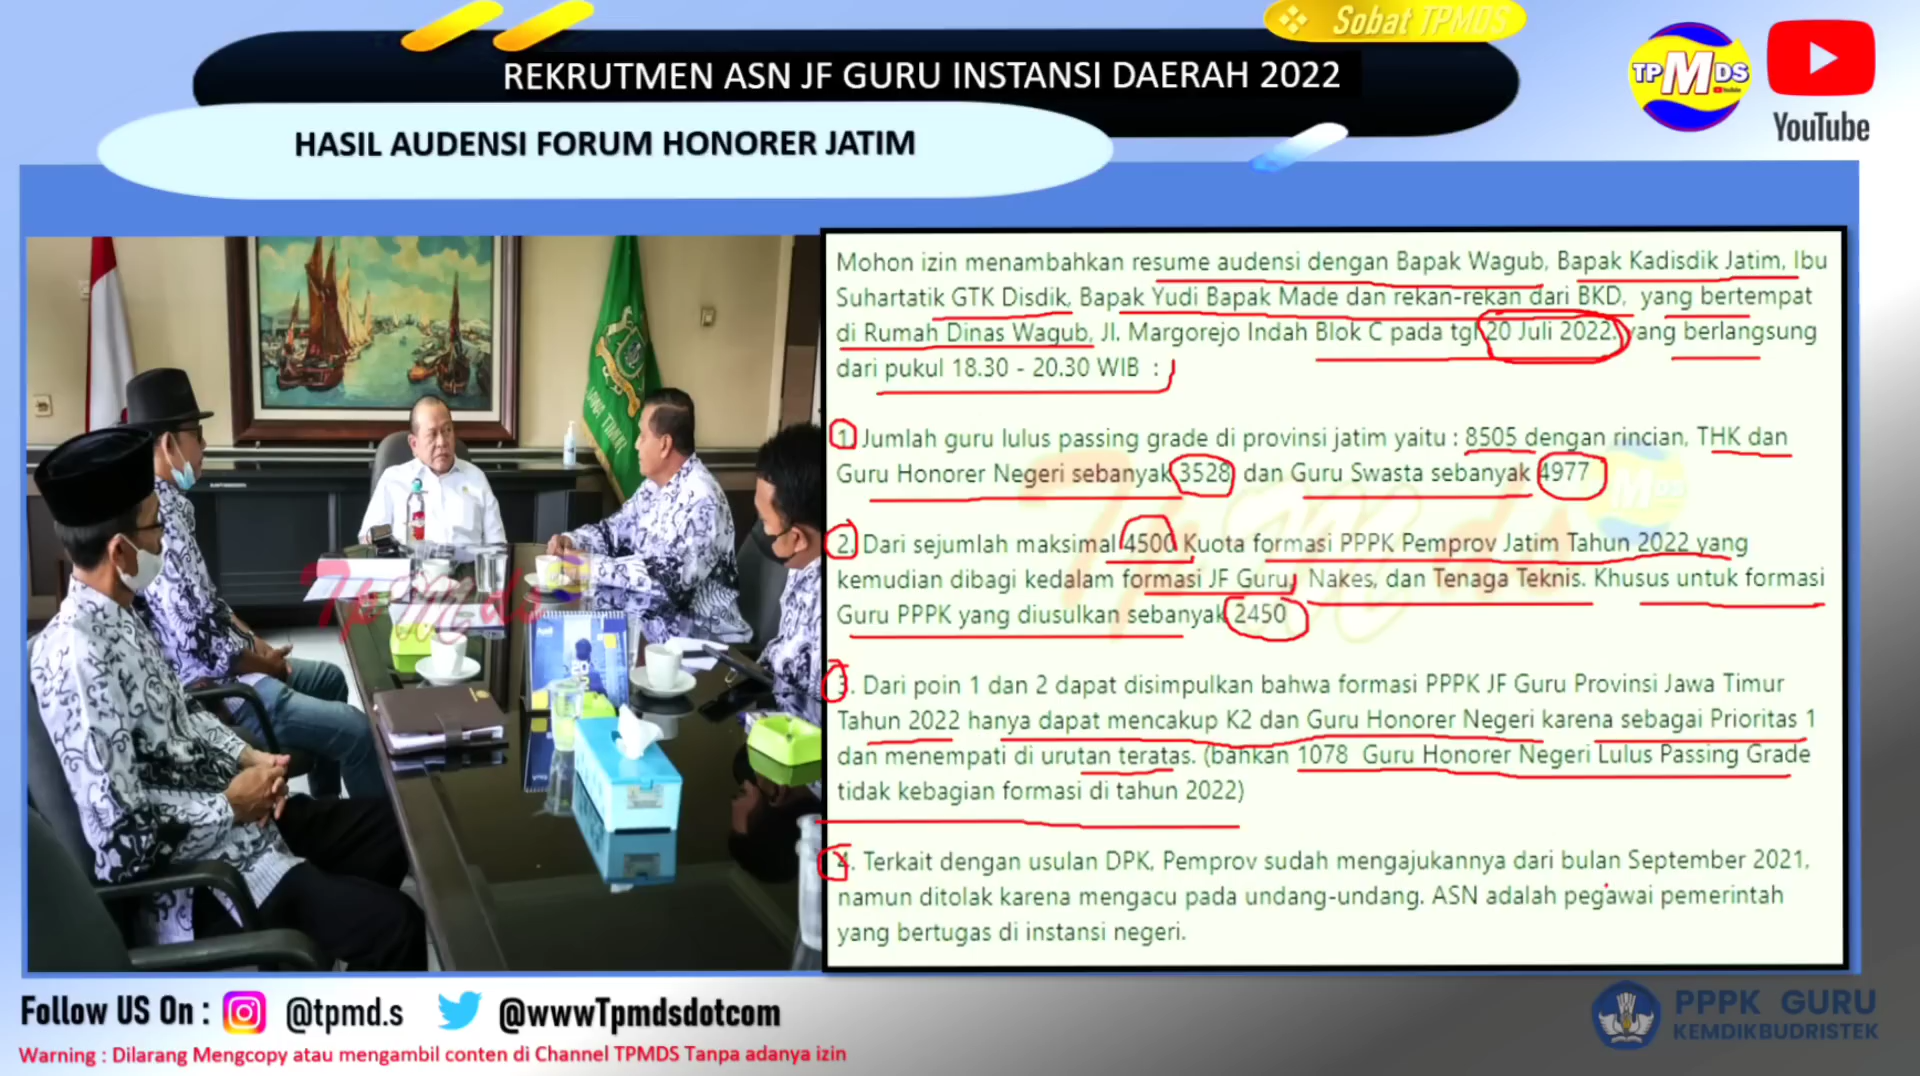 Sobat TPMDS
REKRUTMEN ASN JF GURU INSTANSI DAERAH 2022
TPMDS
YouTube
HASIL AUDENSI FORUM HONORER JATIM
JAWA TIMUR
Mohon izin menambahkan resume audensi dengan Bapak Wagub, Bapak Kadisdik Jatim, Ibu
Suhartatik GTK Disdik, Bapak Yudi Bapak Made dan rekan-rekan dari BKD, yang bertempat
di Rumah Dinas Wagub, Jl. Margorejo Indah Blok C pada tgl 20 Juli 2022. yang berlangsung
dari pukul 18.30 - 20.30 WIB :
1. Jumlah guru lulus passing grade di provinsi jatim yaitu : 8505 dengan rincian, THK dan
Guru Honorer Negeri sebanyak 3528 dan Guru Swasta sebanyak 4977
2. Dari sejumlah maksimal 4500 Kuota formasi PPPK Pemprov Jatim Tahun 2022 yang
kemudian dibagi kedalam formasi JF Guru, Nakes, dan Tenaga Teknis. Khusus untuk formasi
Guru PPPK yang diusulkan sebanyak 2450
3. Dari poin 1 dan 2 dapat disimpulkan bahwa formasi PPPK JF Guru Provinsi Jawa Timur
Tahun 2022 hanya dapat mencakup K2 dan Guru Honorer Negeri karena sebagai Prioritas 1
dan menempati di urutan teratas. (bahkan 1078 Guru Honorer Negeri Lulus Passing Grade
tidak kebagian formasi di tahun 2022)
4. Terkait dengan usulan DPK, Pemprov sudah mengajukannya dari bulan September 2021,
namun ditolak karena mengacu pada undang-undang. ASN adalah pegawai pemerintah
yang bertugas di instansi negeri.
TpMds
TpMds
Follow US On : @tpmd.s @wwwTpmdsdotcom
Warning : Dilarang Mengcopy atau mengambil conten di Channel TPMDS Tanpa adanya izin
PPPK GURU
KEMDIKBUDRISTEK